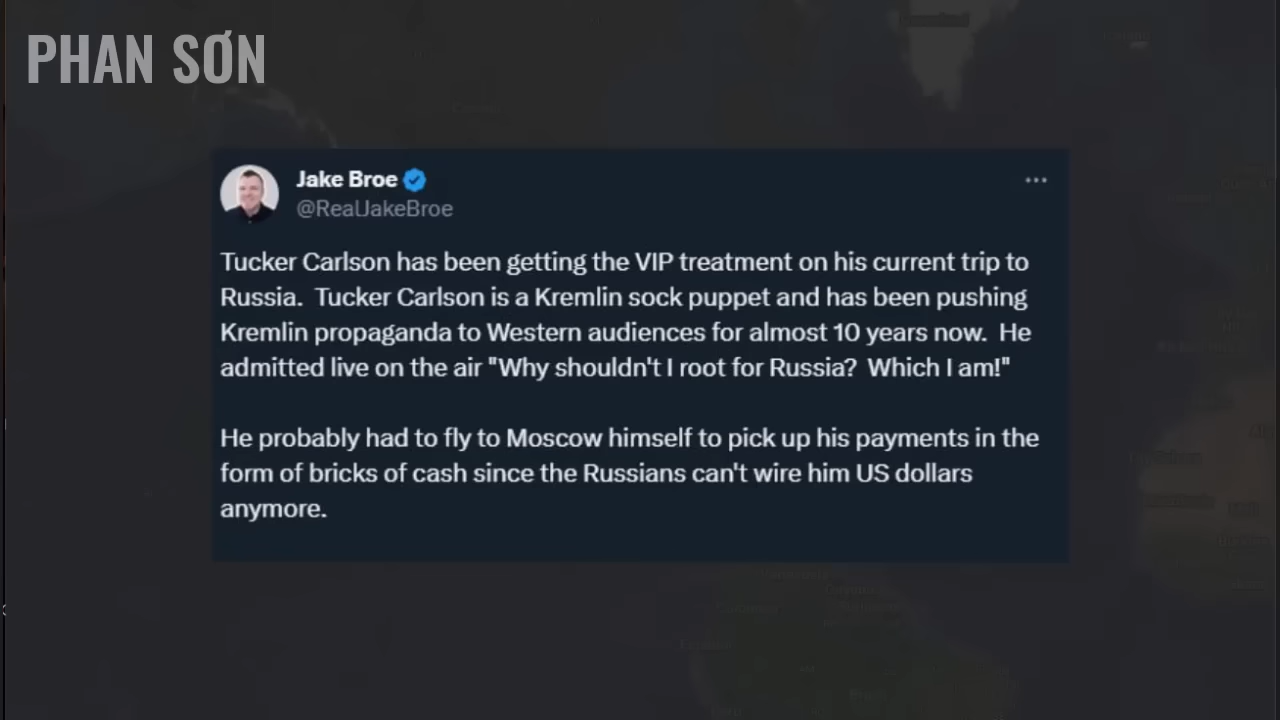 PHAN SƠN
Jake Broe
@RealJakeBroe
Tucker Carlson has been getting the VIP treatment on his current trip to
Russia. Tucker Carlson is a Kremlin sock puppet and has been pushing
Kremlin propaganda to Western audiences for almost 10 years now. He
admitted live on the air "Why shouldn't I root for Russia? Which I am!"
He probably had to fly to Moscow himself to pick up his payments in the
form of bricks of cash since the Russians can't wire him US dollars
anymore.